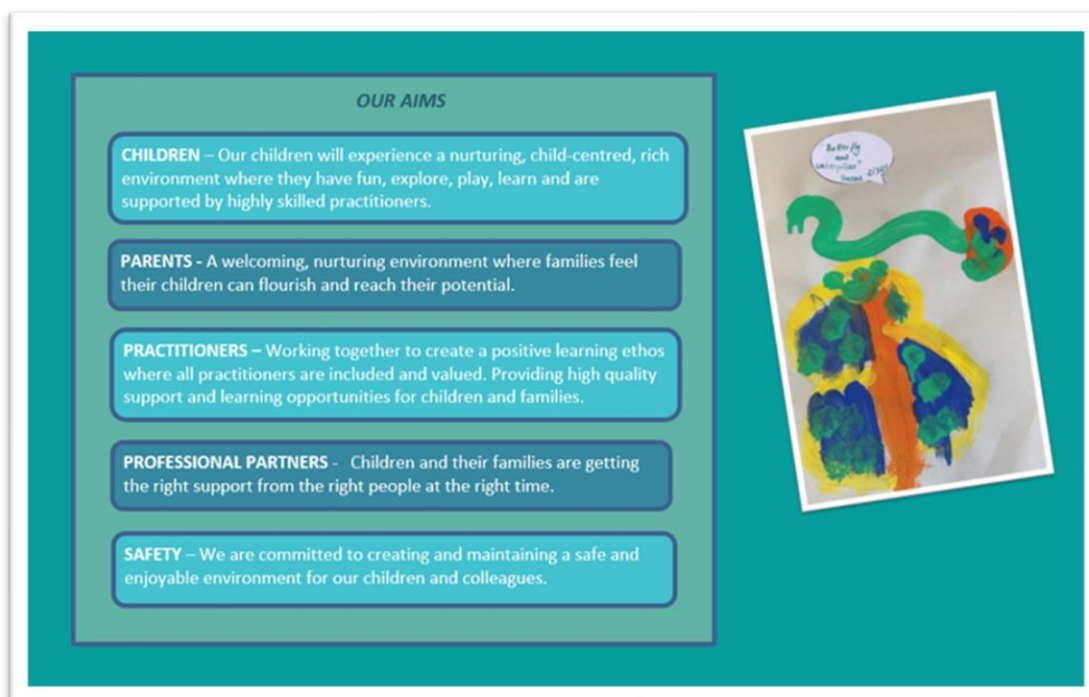 OUR AIMS
CHILDREN – Our children will experience a nurturing, child-centred, rich
environment where they have fun, explore, play, learn and are
supported by highly skilled practitioners.
PARENTS - A welcoming, nurturing environment where families feel
their children can flourish and reach their potential.
PRACTITIONERS – Working together to create a positive learning ethos
where all practitioners are included and valued. Providing high quality
support and learning opportunities for children and families.
PROFESSIONAL PARTNERS -   Children and their families are getting
the right support from the right people at the right time.
SAFETY – We are committed to creating and maintaining a safe and
enjoyable environment for our children and colleagues.
"Butterfly
and
caterpillar"